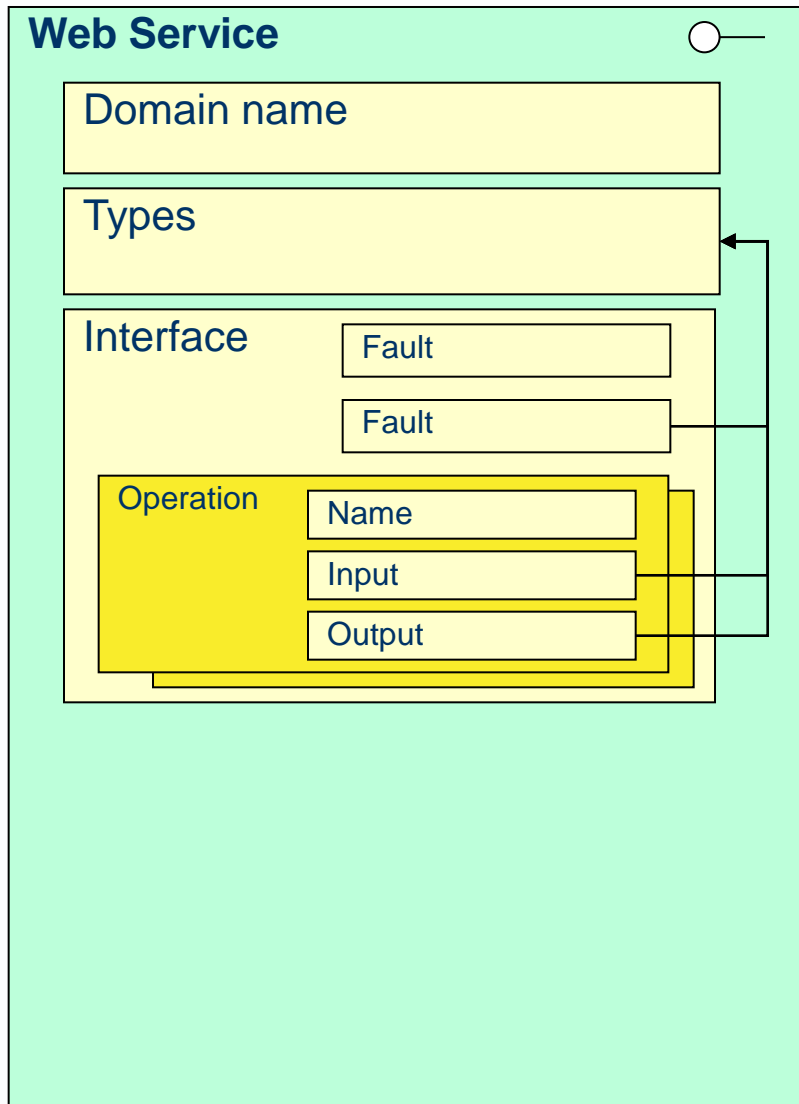 Web Service
Domain name
Types
Interface
Fault
Fault
Operation
Name
Input
Output